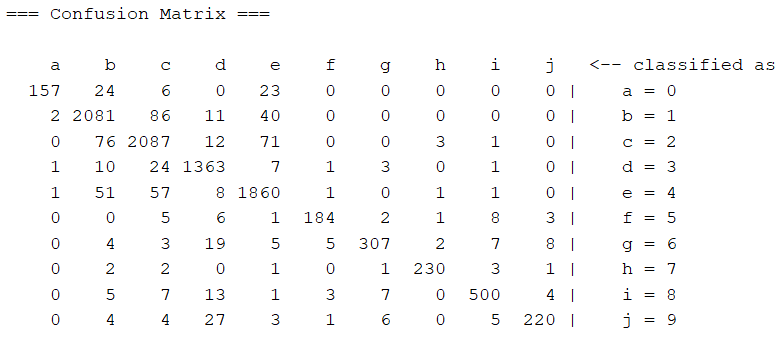 === Confusion Matrix ===
a b c d e f g h i j <-- classified as
157 24 6 0 23 0 0 0 0 0 | a = 0
2 2081 86 11 40 0 0 0 0 0 | b = 1
0 76 2087 12 71 0 0 3 1 0 | c = 2
1 10 24 1363 7 1 3 0 1 0 | d = 3
1 51 57 8 1860 1 0 1 1 0 | e = 4
0 0 5 6 1 184 2 1 8 3 | f = 5
0 4 3 19 5 5 307 2 7 8 | g = 6
0 2 2 0 1 0 1 230 3 1 | h = 7
0 5 7 13 1 3 7 0 500 4 | i = 8
0 4 4 27 3 1 6 0 5 220 | j = 9